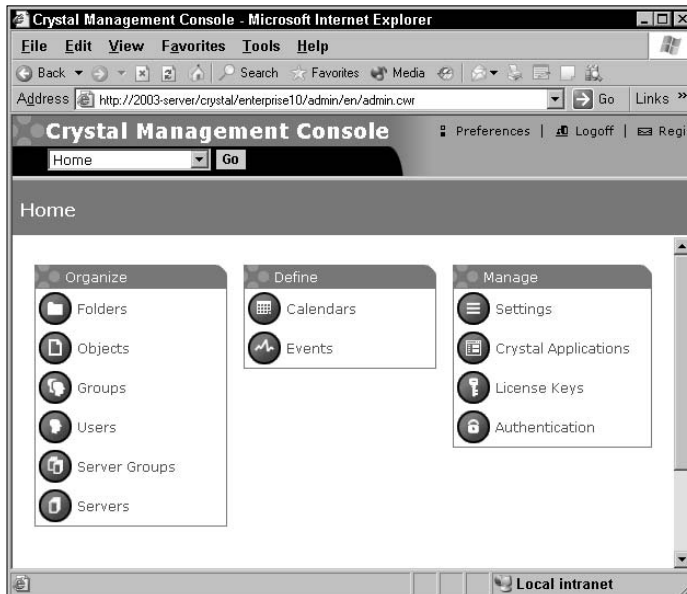 Crystal Management Console - Microsoft Internet Explorer
File Edit View Favorites Tools Help
Back Search Favorites Media
Address http://2003-server/crystal/enterprise10/admin/en/admin.cwr Go Links »
Crystal Management Console Preferences | Logoff | Regi
Home Go
Home
Organize
Folders
Objects
Groups
Users
Server Groups
Servers
Define
Calendars
Events
Manage
Settings
Crystal Applications
License Keys
Authentication
Local intranet